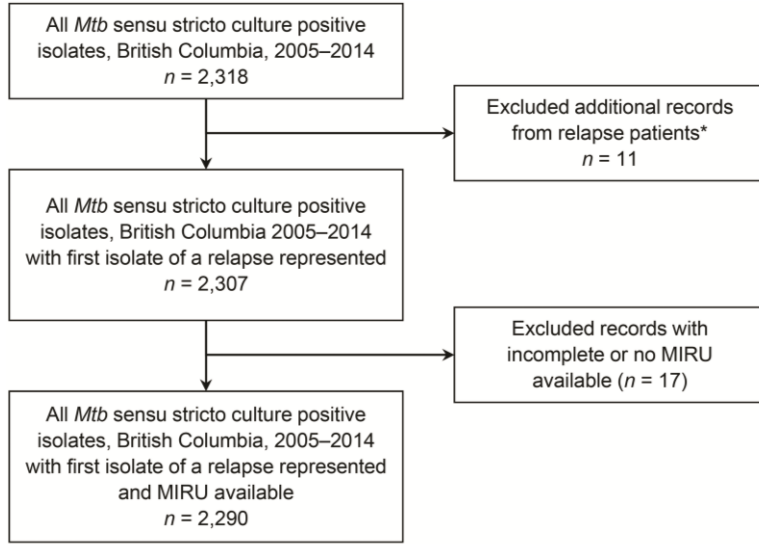 All Mtb sensu stricto culture positive
isolates, British Columbia, 2005–2014
n = 2,318
Excluded additional records
from relapse patients*
n = 11
All Mtb sensu stricto culture positive
isolates, British Columbia 2005–2014
with first isolate of a relapse represented
n = 2,307
Excluded records with
incomplete or no MIRU
available (n = 17)
All Mtb sensu stricto culture positive
isolates, British Columbia, 2005–2014
with first isolate of a relapse represented
and MIRU available
n = 2,290